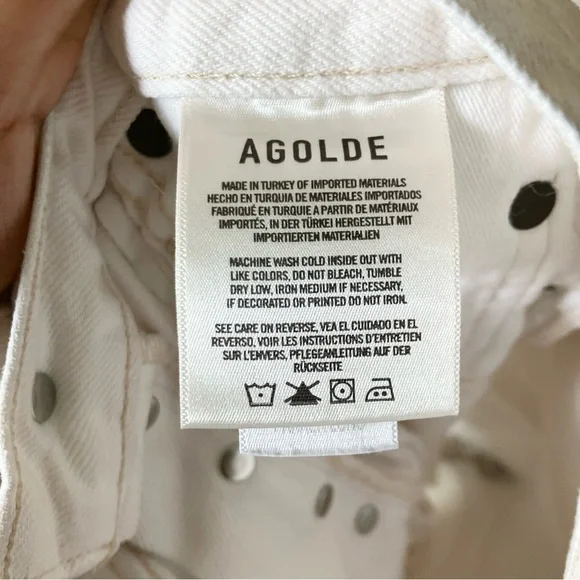 AGOLDE
MADE IN TURKEY OF IMPORTED MATERIALS
HECHO EN TURQUIA DE MATERIALES IMPORTADOS
FABRIQUÉ EN TURQUIE A PARTIR DE MATÉRIAUX
IMPORTÉS, IN DER TÜRKEI HERGESTELLT MIT
IMPORTIERTEN MATERIALIEN
MACHINE WASH COLD INSIDE OUT WITH
LIKE COLORS, DO NOT BLEACH, TUMBLE
DRY LOW, IRON MEDIUM IF NECESSARY,
IF DECORATED OR PRINTED DO NOT IRON.
SEE CARE ON REVERSE, VEA EL CUIDADO EN EL
REVERSO, VOIR LES INSTRUCTIONS D'ENTRETIEN
SUR L'ENVERS, PFLEGEANLEITUNG AUF DER
RÜCKSEITE